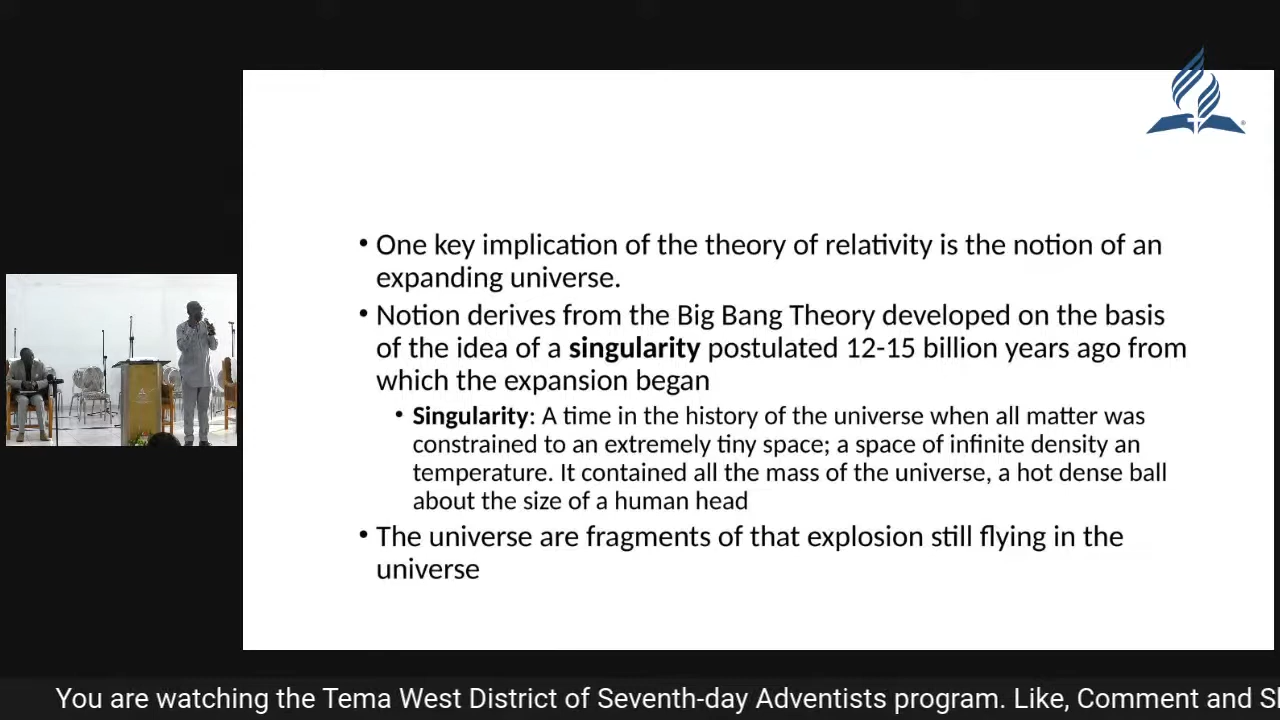 • One key implication of the theory of relativity is the notion of an
expanding universe.
• Notion derives from the Big Bang Theory developed on the basis
of the idea of a singularity postulated 12-15 billion years ago from
which the expansion began
• Singularity: A time in the history of the universe when all matter was
constrained to an extremely tiny space; a space of infinite density an
temperature. It contained all the mass of the universe, a hot dense ball
about the size of a human head
• The universe are fragments of that explosion still flying in the
universe
You are watching the Tema West District of Seventh-day Adventists program. Like, Comment and